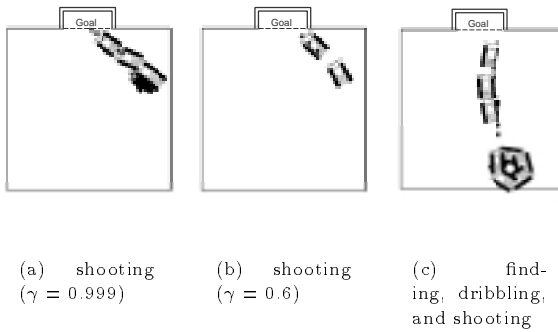 Goal
Goal
Goal
(a) shooting
(γ = 0.999)
(b) shooting
(γ = 0.6)
(c) find-
ing, dribbling,
and shooting